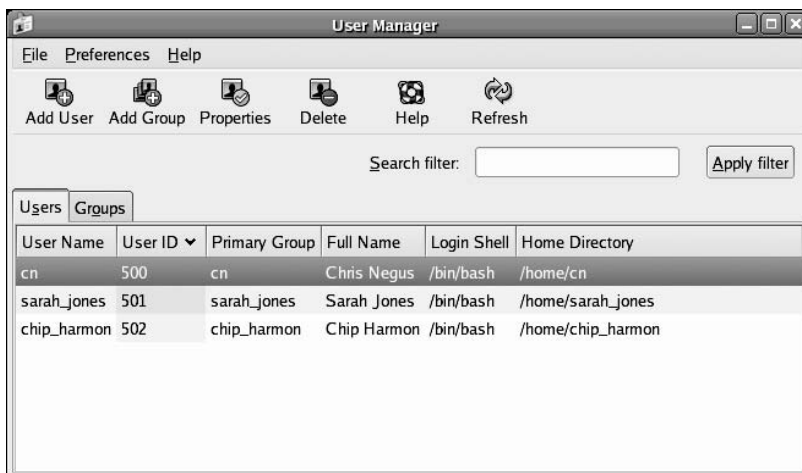 User Manager
File Preferences Help
Add User Add Group Properties Delete Help Refresh
Search filter: Apply filter
Users Groups
User Name User ID Primary Group Full Name Login Shell Home Directory
cn 500 cn Chris Negus /bin/bash /home/cn
sarah_jones 501 sarah_jones Sarah Jones /bin/bash /home/sarah_jones
chip_harmon 502 chip_harmon Chip Harmon /bin/bash /home/chip_harmon